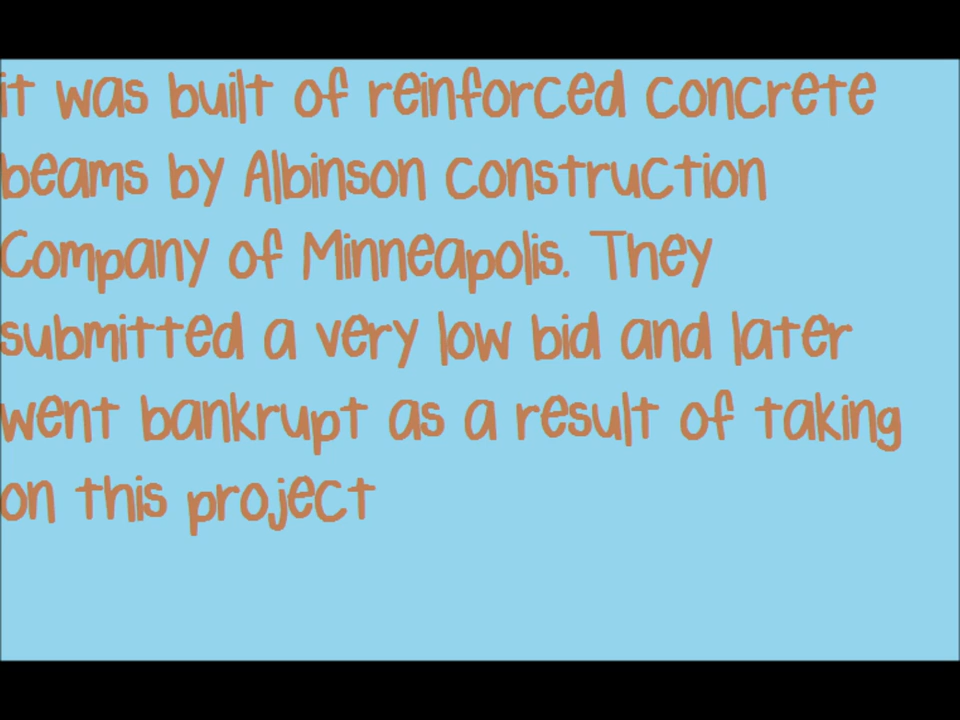 it was built of reinforced concrete
beams by Albinson Construction
Company of Minneapolis. They
submitted a very low bid and later
went bankrupt as a result of taking
on this project